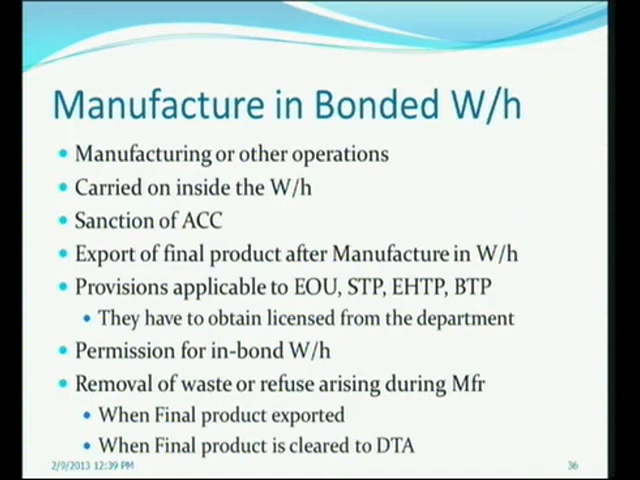 Manufacture in Bonded W/h
Manufacturing or other operations
Carried on inside the W/h
Sanction of ACC
Export of final product after Manufacture in W/h
Provisions applicable to EOU, STP, EHTP, BTP
They have to obtain licensed from the department
Permission for in-bond W/h
Removal of waste or refuse arising during Mfr
When Final product exported
When Final product is cleared to DTA
2/9/2013 12:39 PM
36